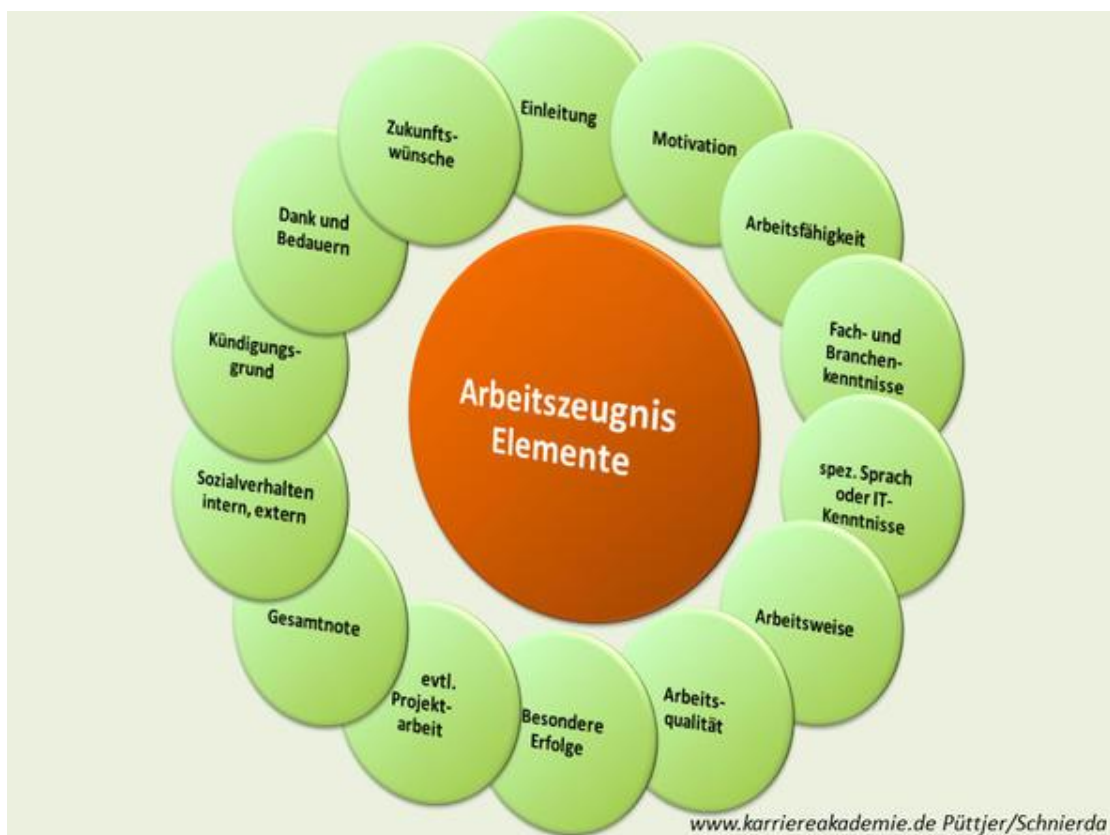 Einleitung
Motivation
Arbeitsfähigkeit
Fach- und
Branchen-
kenntnisse
spez. Sprach
oder IT-
Kenntnisse
Arbeitsweise
Arbeits-
qualität
Besondere
Erfolge
evtl.
Projekt-
arbeit
Gesamtnote
Sozialverhalten
intern, extern
Kündigungs-
grund
Dank und
Bedauern
Zukunfts-
wünsche
Arbeitszeugnis
Elemente
www.karriereakademie.de Püttjer/Schnierda